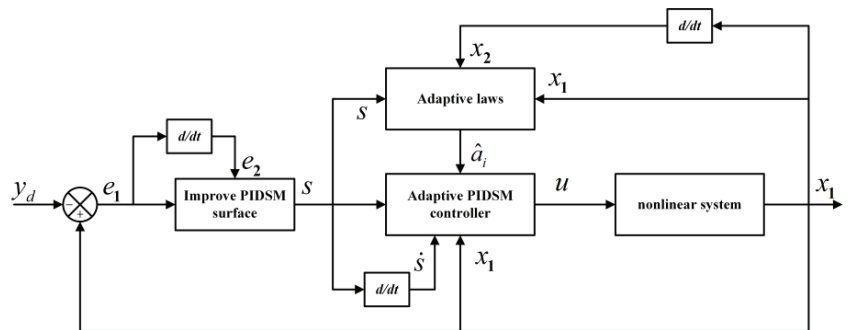 d/dt
x₂
Adaptive laws
x₁
s
d/dt
e₂
âᵢ
y_d
−
+
e₁
Improve PIDSM
surface
s
Adaptive PIDSM
controller
u
nonlinear system
x₁
ṡ
x₁
d/dt